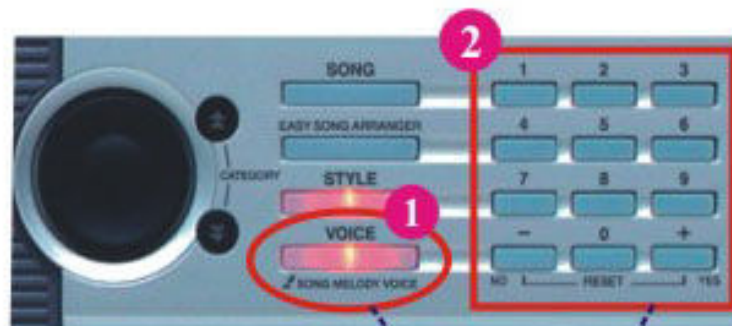 2
SONG
1 2 3
EASY SONG ARRANGER
4 5 6
CATEGORY
STYLE
7 8 9
1
VOICE
- 0 +
SONG MELODY VOICE
NO RESET YES